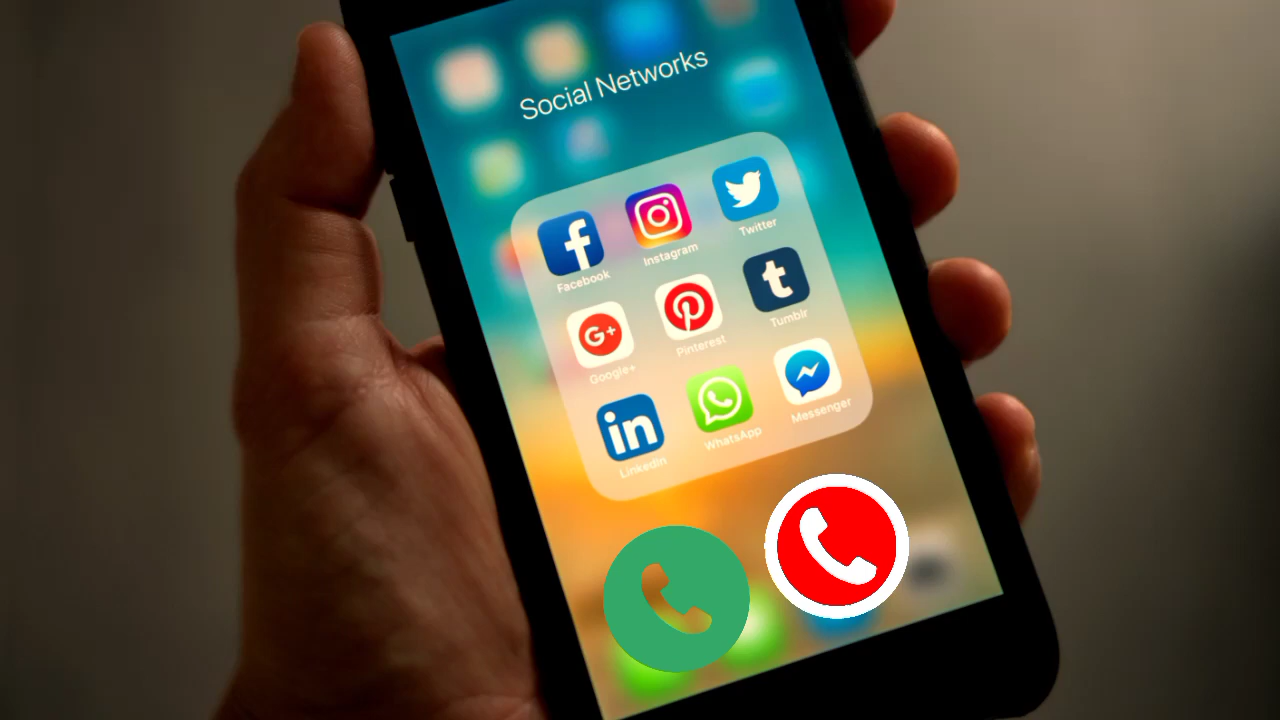 Social Networks
Facebook
Instagram
Twitter
Google+
Pinterest
Tumblr
LinkedIn
WhatsApp
Messenger